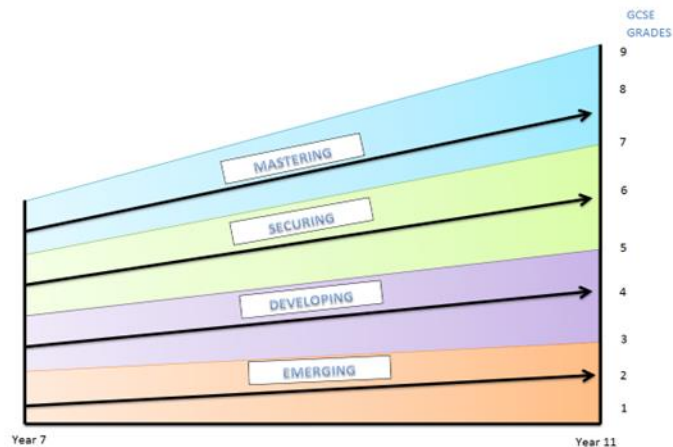 GCSE
GRADES
9
8
7
6
5
4
3
2
1
MASTERING
SECURING
DEVELOPING
EMERGING
Year 7
Year 11